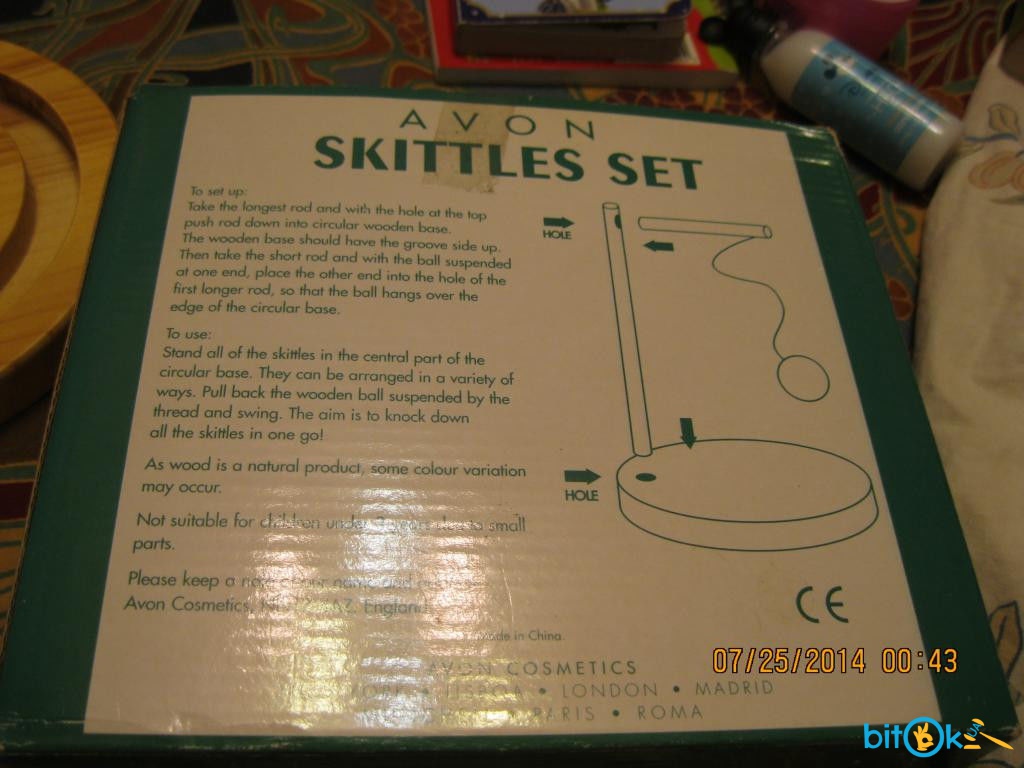 AVON
SKITTLES SET
To set up:
Take the longest rod and with the hole at the top
push rod down into circular wooden base.
The wooden base should have the groove side up.
Then take the short rod and with the ball suspended
at one end, place the other end into the hole of the
first longer rod, so that the ball hangs over the
edge of the circular base.
HOLE
To use:
Stand all of the skittles in the central part of the
circular base. They can be arranged in a variety of
ways. Pull back the wooden ball suspended by the
thread and swing. The aim is to knock down
all the skittles in one go!
As wood is a natural product, some colour variation
may occur.
HOLE
Not suitable for children under small
parts.
Please keep a
Avon Cosmetics, England
CE
Made in China.
AVON COSMETICS
• LISBOA • LONDON • MADRID
PARIS • ROMA
07/25/2014 00:43
bitOk UA